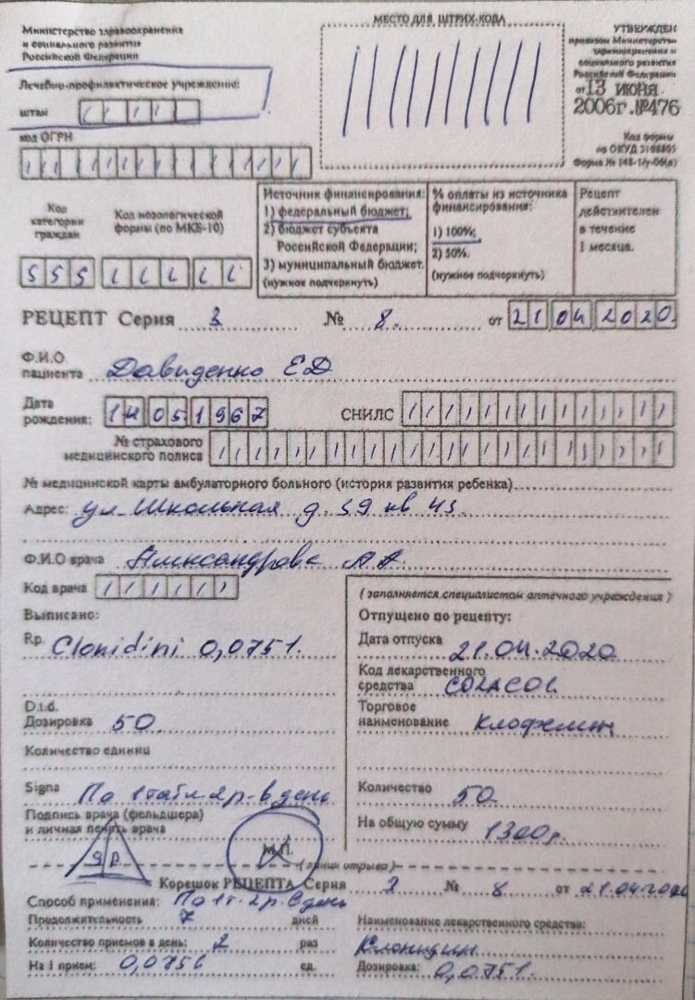 Министерство здравоохранения
и социального развития
Российской Федерации
Лечебно-профилактическое учреждение:
штам
код ОГРН
МЕСТО ДЛЯ ШТРИХ-КОДА
УТВЕРЖДЕН
приказом Министерства
здравоохранения и
социального развития
Российской Федерации
от 13 ИЮНЯ
2006г. №476
Код формы
по ОКУД 3108805
Форма № 148-1/у-06(л)
Код
категории
граждан
555
Код нозологической
формы (по МКБ-10)
Источник финансирования:
1) федеральный бюджет;
2) бюджет субъекта
Российской Федерации;
3) муниципальный бюджет.
(нужное подчеркнуть)
% оплаты из источника
финансирования:
1) 100%;
2) 50%.
(нужное подчеркнуть)
Рецепт
действителен
в течение
1 месяца.
РЕЦЕПТ Серия 3 № 8. от 21 04 2020.
Ф.И.О
пациента Давиденко ЕД
Дата
рождения: 14 05 1967 СНИЛС
№ страхового
медицинского полиса
№ медицинской карты амбулаторного больного (история развития ребенка)
Адрес: ул. Школьная д. 59 кв 43.
Ф.И.О врача Александрова АА
Код врача
Выписано:
Rp. Clonidini 0,0751.
D.t.d.
Дозировка 50
Количество единиц
Signa По 1 табл 2 р. в день
Подпись врача (фельдшера)
и личная печать врача
др.
М.П.
(заполняется специалистом аптечного учреждения)
Отпущено по рецепту:
Дата отпуска 21.04.2020
Код лекарственного
средства C02AC01.
Торговое
наименование Клофелин
Количество 50
На общую сумму 1300р.
(линия отрыва)
Корешок РЕЦЕПТА Серия 3 № 8 от 21.04.2020
Способ применения: По 1 т. 2 р. в день
Продолжительность 7 дней
Количество приемов в день: 2 раз
На 1 прием: ед.
Наименование лекарственного средства:
Клонидин
Дозировка: 0,0751.